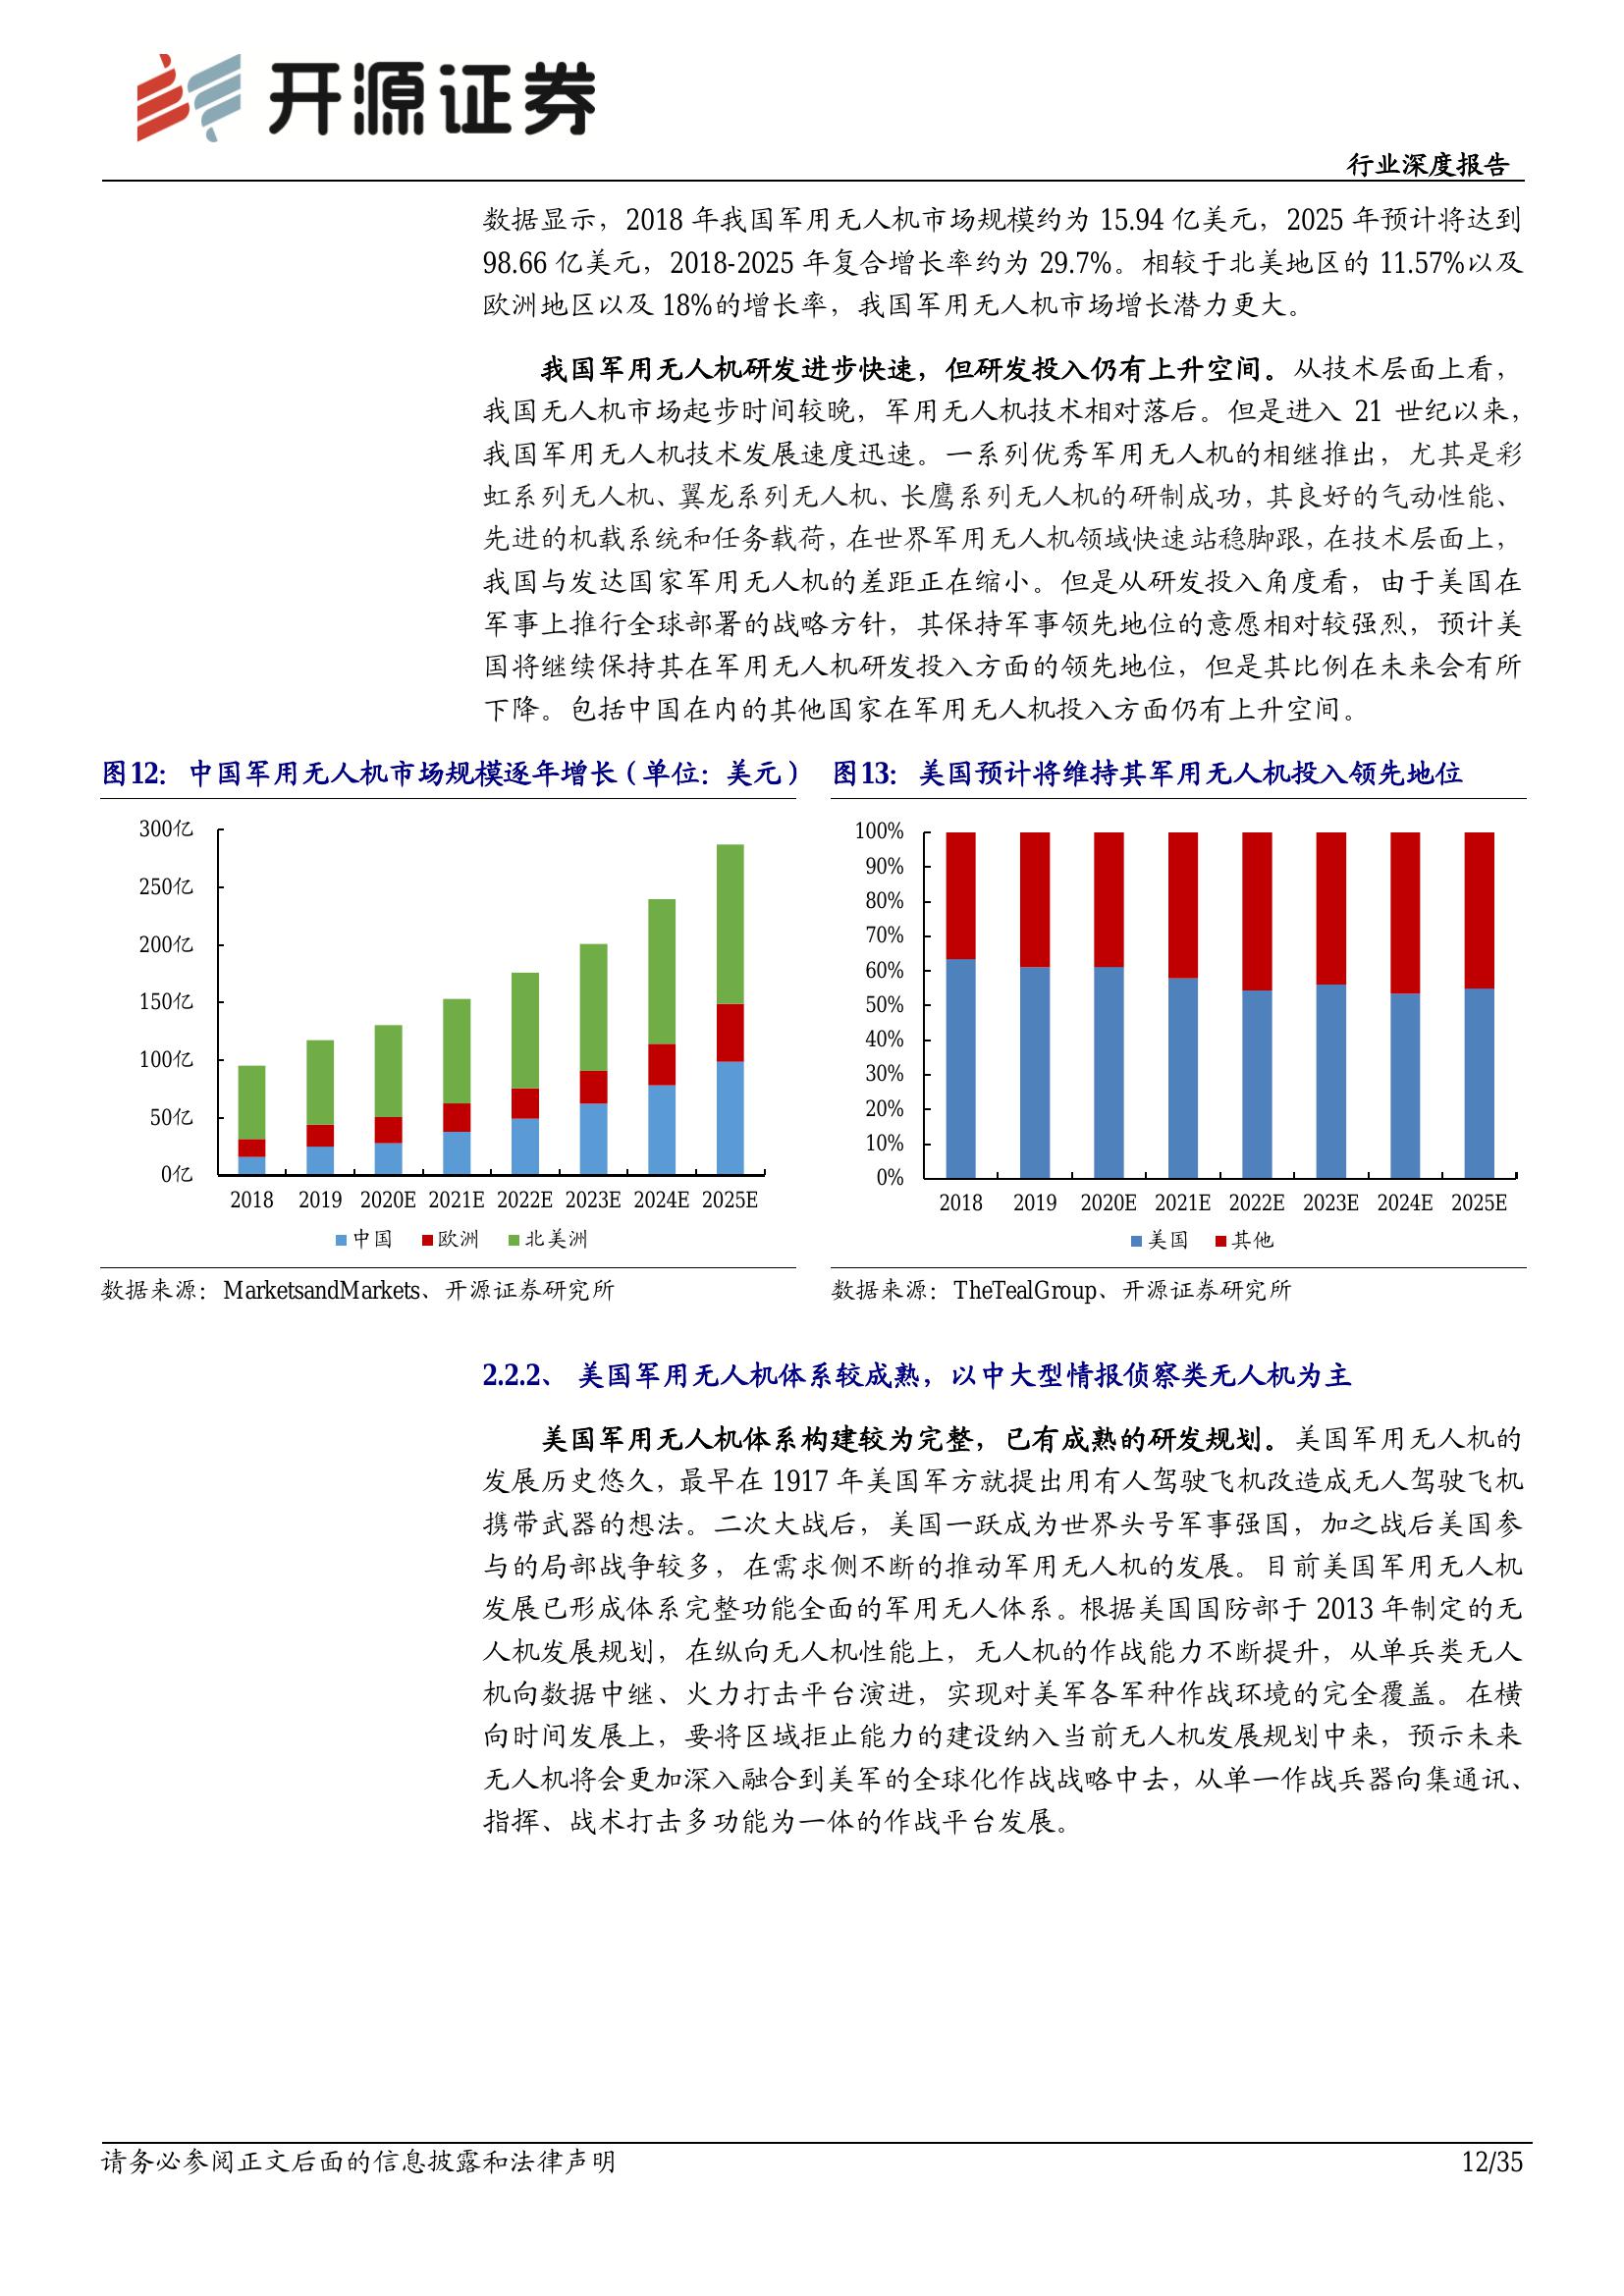 开源证券
行业深度报告
数据显示，2018 年我国军用无人机市场规模约为 15.94 亿美元，2025 年预计将达到
98.66 亿美元，2018-2025 年复合增长率约为 29.7%。相较于北美地区的 11.57%以及
欧洲地区以及 18%的增长率，我国军用无人机市场增长潜力更大。
我国军用无人机研发进步快速，但研发投入仍有上升空间。从技术层面上看，
我国无人机市场起步时间较晚，军用无人机技术相对落后。但是进入 21 世纪以来，
我国军用无人机技术发展速度迅速。一系列优秀军用无人机的相继推出，尤其是彩
虹系列无人机、翼龙系列无人机、长鹰系列无人机的研制成功，其良好的气动性能、
先进的机载系统和任务载荷，在世界军用无人机领域快速站稳脚跟，在技术层面上，
我国与发达国家军用无人机的差距正在缩小。但是从研发投入角度看，由于美国在
军事上推行全球部署的战略方针，其保持军事领先地位的意愿相对较强烈，预计美
国将继续保持其在军用无人机研发投入方面的领先地位，但是其比例在未来会有所
下降。包括中国在内的其他国家在军用无人机投入方面仍有上升空间。
图12：中国军用无人机市场规模逐年增长（单位：美元）
300亿
250亿
200亿
150亿
100亿
50亿
0亿
2018 2019 2020E 2021E 2022E 2023E 2024E 2025E
中国 欧洲 北美洲
数据来源：MarketsandMarkets、开源证券研究所
图13：美国预计将维持其军用无人机投入领先地位
100%
90%
80%
70%
60%
50%
40%
30%
20%
10%
0%
2018 2019 2020E 2021E 2022E 2023E 2024E 2025E
美国 其他
数据来源：TheTealGroup、开源证券研究所
2.2.2、 美国军用无人机体系较成熟，以中大型情报侦察类无人机为主
美国军用无人机体系构建较为完整，已有成熟的研发规划。美国军用无人机的
发展历史悠久，最早在 1917 年美国军方就提出用有人驾驶飞机改造成无人驾驶飞机
携带武器的想法。二次大战后，美国一跃成为世界头号军事强国，加之战后美国参
与的局部战争较多，在需求侧不断的推动军用无人机的发展。目前美国军用无人机
发展已形成体系完整功能全面的军用无人体系。根据美国国防部于 2013 年制定的无
人机发展规划，在纵向无人机性能上，无人机的作战能力不断提升，从单兵类无人
机向数据中继、火力打击平台演进，实现对美军各军种作战环境的完全覆盖。在横
向时间发展上，要将区域拒止能力的建设纳入当前无人机发展规划中来，预示未来
无人机将会更加深入融合到美军的全球化作战战略中去，从单一作战兵器向集通讯、
指挥、战术打击多功能为一体的作战平台发展。
请务必参阅正文后面的信息披露和法律声明
12/35